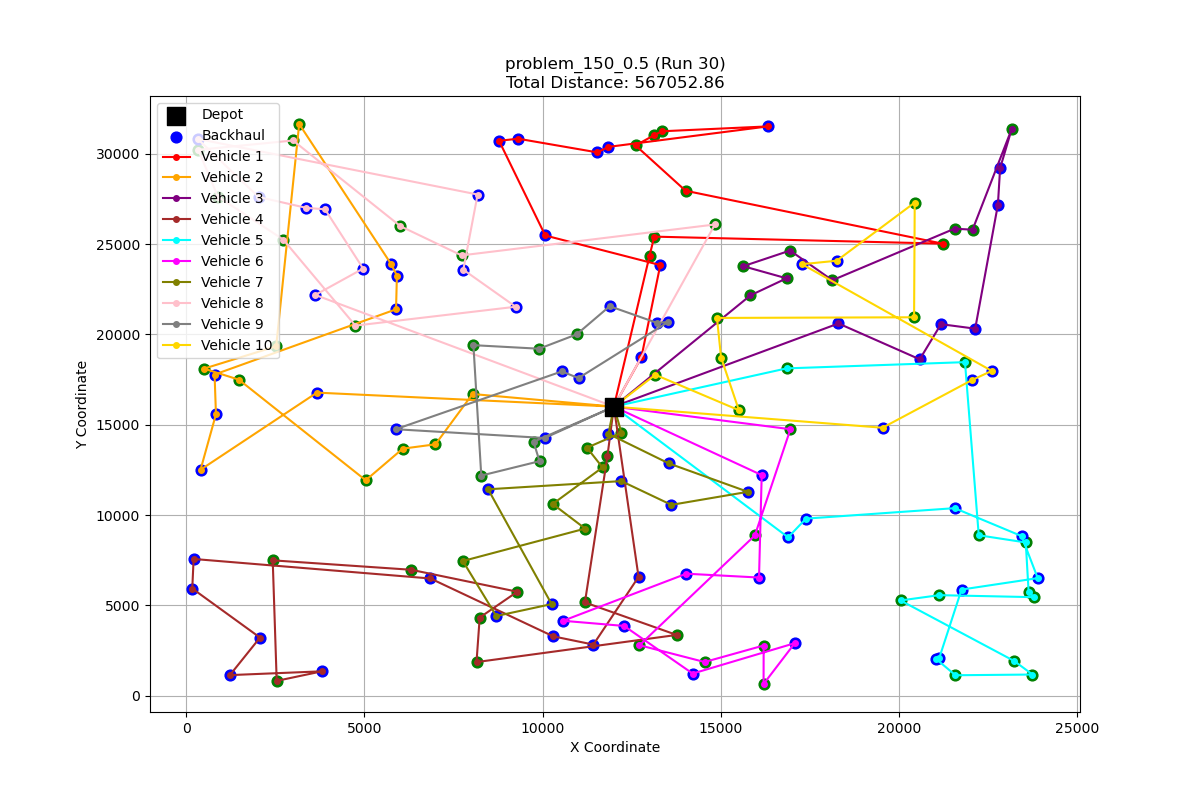 problem_150_0.5 (Run 30)
Total Distance: 567052.86
Depot
Backhaul
Vehicle 1
Vehicle 2
Vehicle 3
Vehicle 4
Vehicle 5
Vehicle 6
Vehicle 7
Vehicle 8
Vehicle 9
Vehicle 10
30000
25000
20000
15000
10000
5000
0
Y Coordinate
0
5000
10000
15000
20000
25000
X Coordinate